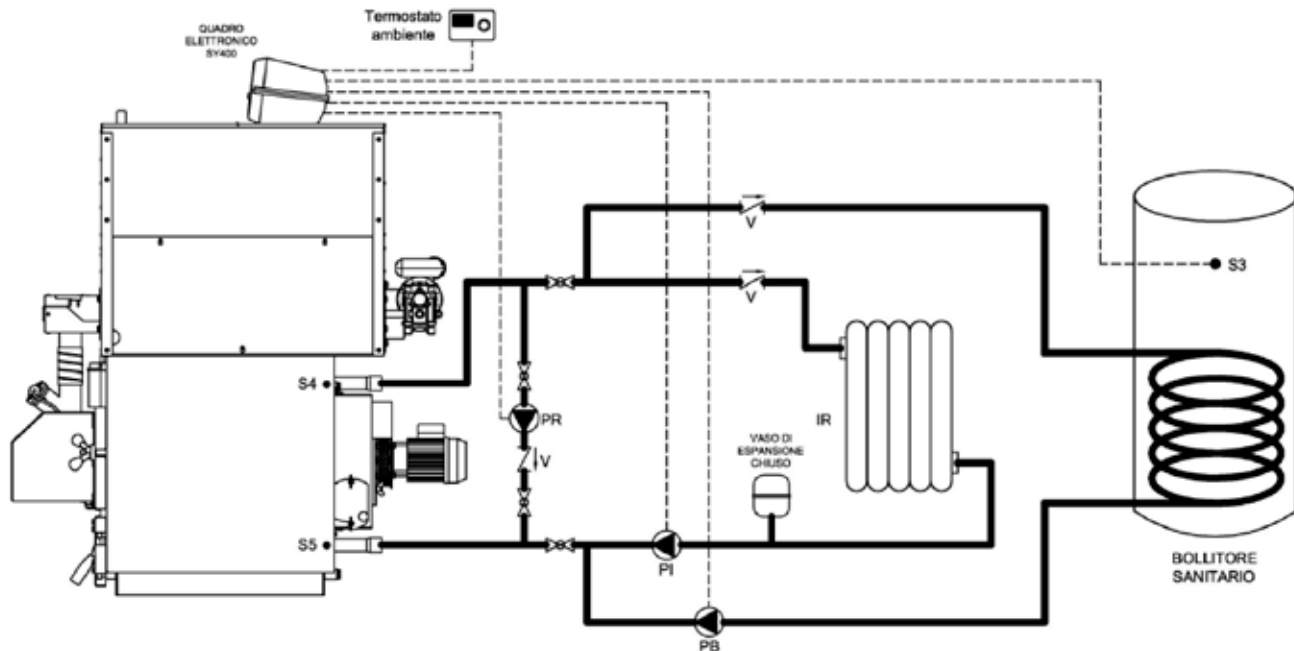 Termostato
ambiente
QUADRO
ELETTRONICO
SY400
V
V
S3
S4
PR
IR
VASO DI
ESPANSIONE
CHIUSO
V
S5
PI
BOLLITORE
SANITARIO
PB